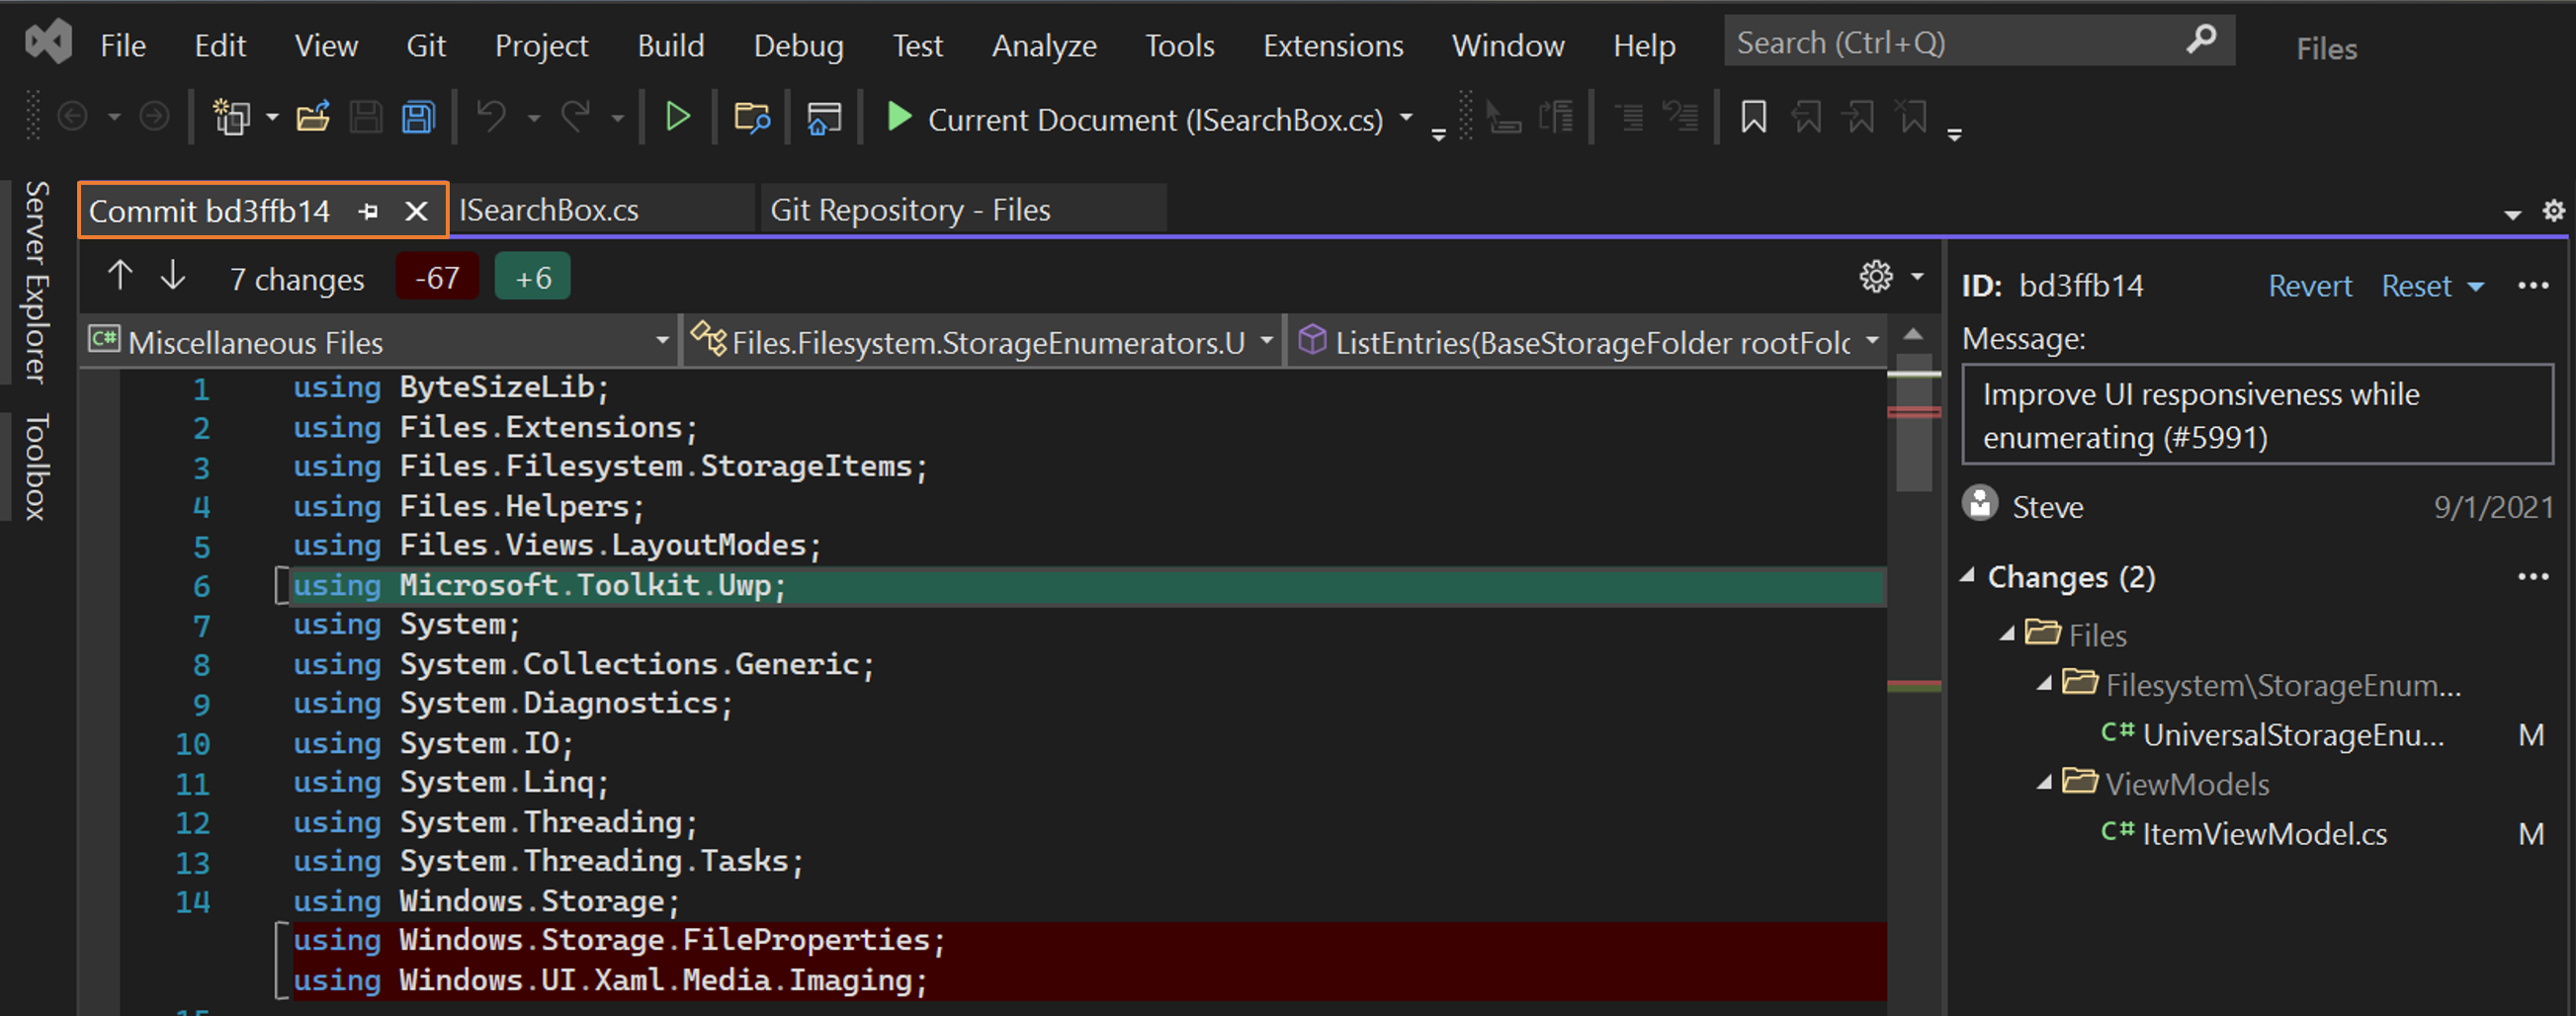 File Edit View Git Project Build Debug Test Analyze Tools Extensions Window Help Search (Ctrl+Q) Files
Current Document (ISearchBox.cs)
Server Explorer
Toolbox
Commit bd3ffb14 ISearchBox.cs Git Repository - Files
7 changes -67 +6
C# Miscellaneous Files Files.Filesystem.StorageEnumerators.U ListEntries(BaseStorageFolder rootFolc
1 using ByteSizeLib;
2 using Files.Extensions;
3 using Files.Filesystem.StorageItems;
4 using Files.Helpers;
5 using Files.Views.LayoutModes;
6 using Microsoft.Toolkit.Uwp;
7 using System;
8 using System.Collections.Generic;
9 using System.Diagnostics;
10 using System.IO;
11 using System.Linq;
12 using System.Threading;
13 using System.Threading.Tasks;
14 using Windows.Storage;
using Windows.Storage.FileProperties;
using Windows.UI.Xaml.Media.Imaging;
15
ID: bd3ffb14 Revert Reset
Message:
Improve UI responsiveness while
enumerating (#5991)
Steve 9/1/2021
Changes (2)
Files
Filesystem\StorageEnum...
C# UniversalStorageEnu... M
ViewModels
C# ItemViewModel.cs M